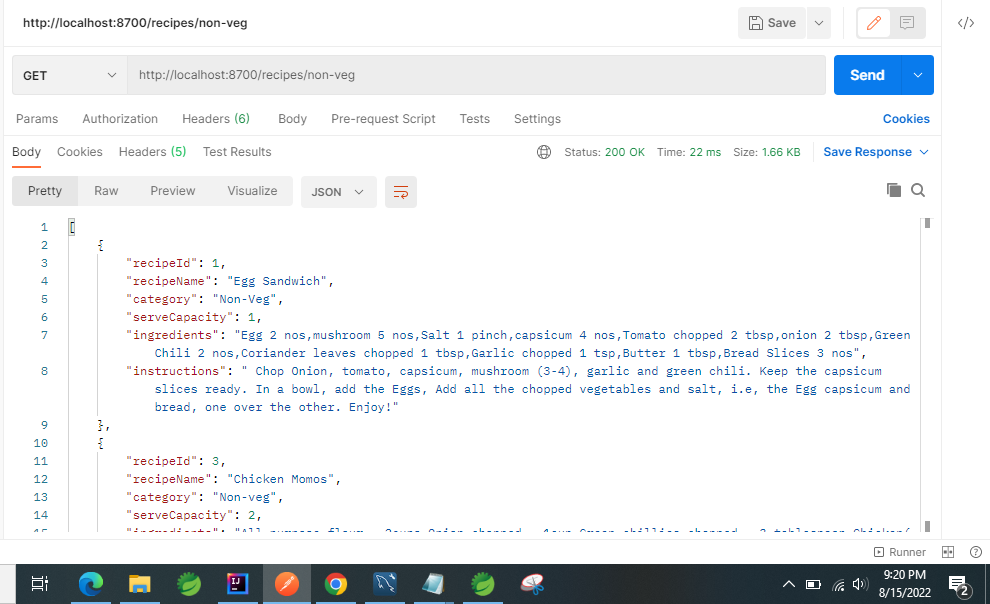 http://localhost:8700/recipes/non-veg
Save
</>
GET
http://localhost:8700/recipes/non-veg
Send
Params Authorization Headers (6) Body Pre-request Script Tests Settings Cookies
Body Cookies Headers (5) Test Results Status: 200 OK Time: 22 ms Size: 1.66 KB Save Response
Pretty Raw Preview Visualize JSON
1 [
2 {
3 "recipeId": 1,
4 "recipeName": "Egg Sandwich",
5 "category": "Non-Veg",
6 "serveCapacity": 1,
7 "ingredients": "Egg 2 nos,mushroom 5 nos,Salt 1 pinch,capsicum 4 nos,Tomato chopped 2 tbsp,onion 2 tbsp,Green
Chili 2 nos,Coriander leaves chopped 1 tbsp,Garlic chopped 1 tsp,Butter 1 tbsp,Bread Slices 3 nos",
8 "instructions": " Chop Onion, tomato, capsicum, mushroom (3-4), garlic and green chili. Keep the capsicum
slices ready. In a bowl, add the Eggs, Add all the chopped vegetables and salt, i.e, the Egg capsicum and
bread, one over the other. Enjoy!"
9 },
10 {
11 "recipeId": 3,
12 "recipeName": "Chicken Momos",
13 "category": "Non-veg",
14 "serveCapacity": 2,
Runner
9:20 PM
8/15/2022
2